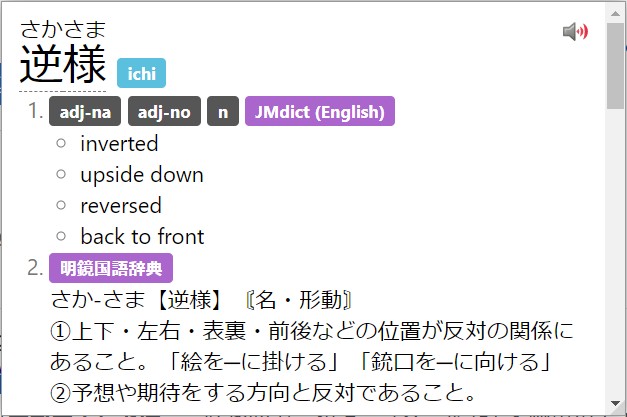 さかさま
逆様 ichi
1. adj-na adj-no n JMdict (English)
○ inverted
○ upside down
○ reversed
○ back to front
2. 明鏡国語辞典
さか‐さま【逆様】〘名・形動〙
①上下・左右・表裏・前後などの位置が反対の関係に
あること。「絵を─に掛ける」「銃口を─に向ける」
②予想や期待をする方向と反対であること。